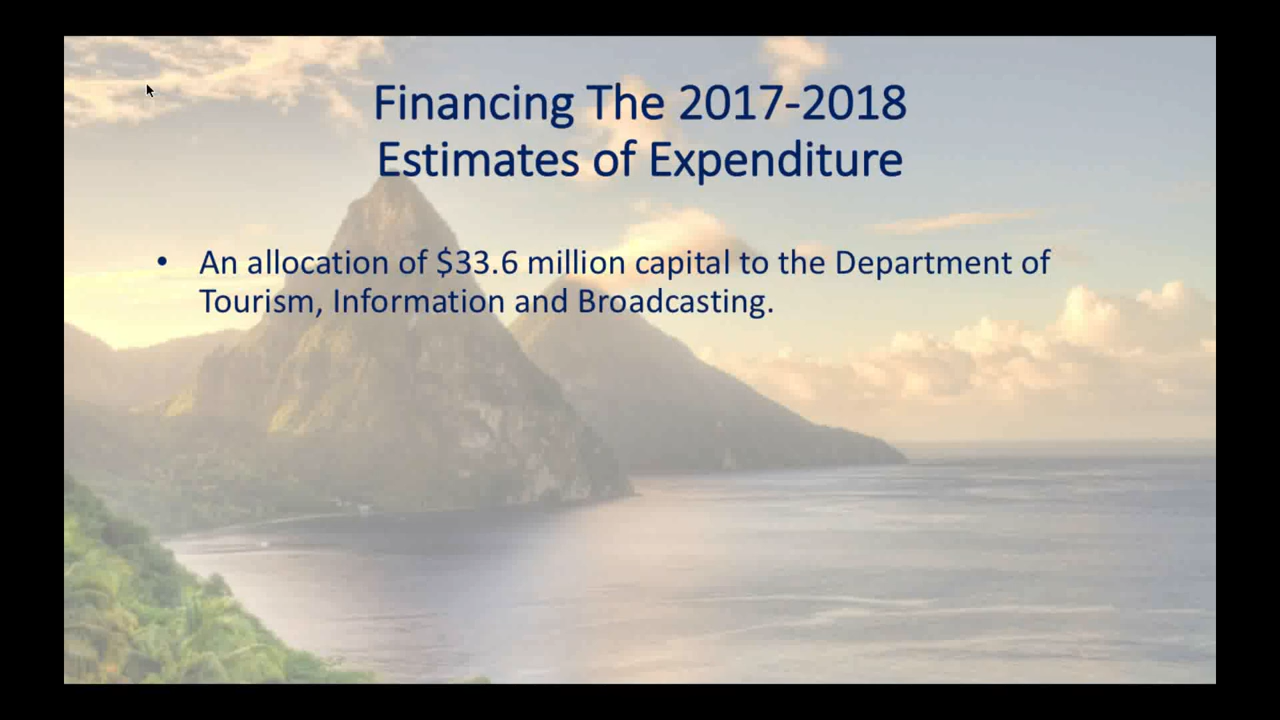 Financing The 2017-2018
Estimates of Expenditure
• An allocation of $33.6 million capital to the Department of
Tourism, Information and Broadcasting.